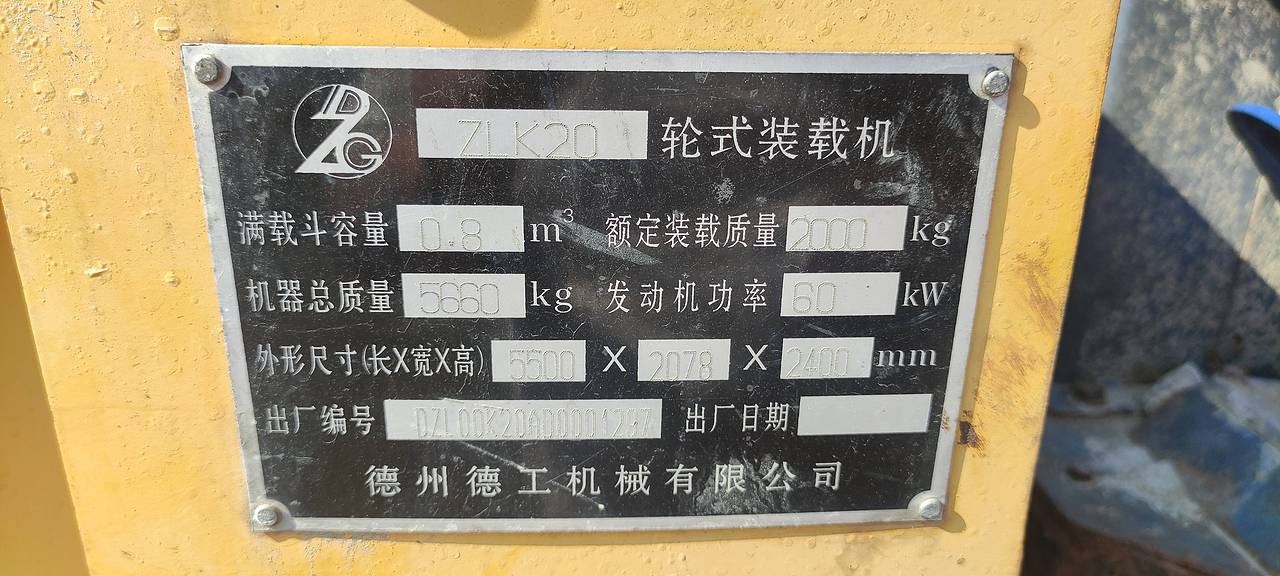 DZG ZLK20 轮式装载机
满载斗容量 0.8 m³ 额定装载质量 2000 kg
机器总质量 5660 kg 发动机功率 60 kW
外形尺寸(长X宽X高) 5500 X 2078 X 2400 mm
出厂编号 DZL00K20A00001297 出厂日期
德州德工机械有限公司